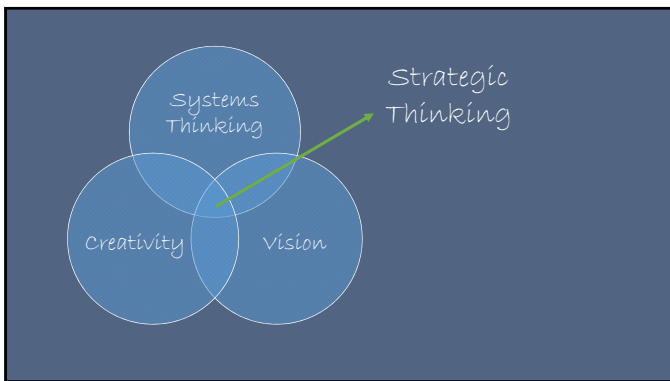 Systems
Thinking
Creativity
Vision
Strategic
Thinking